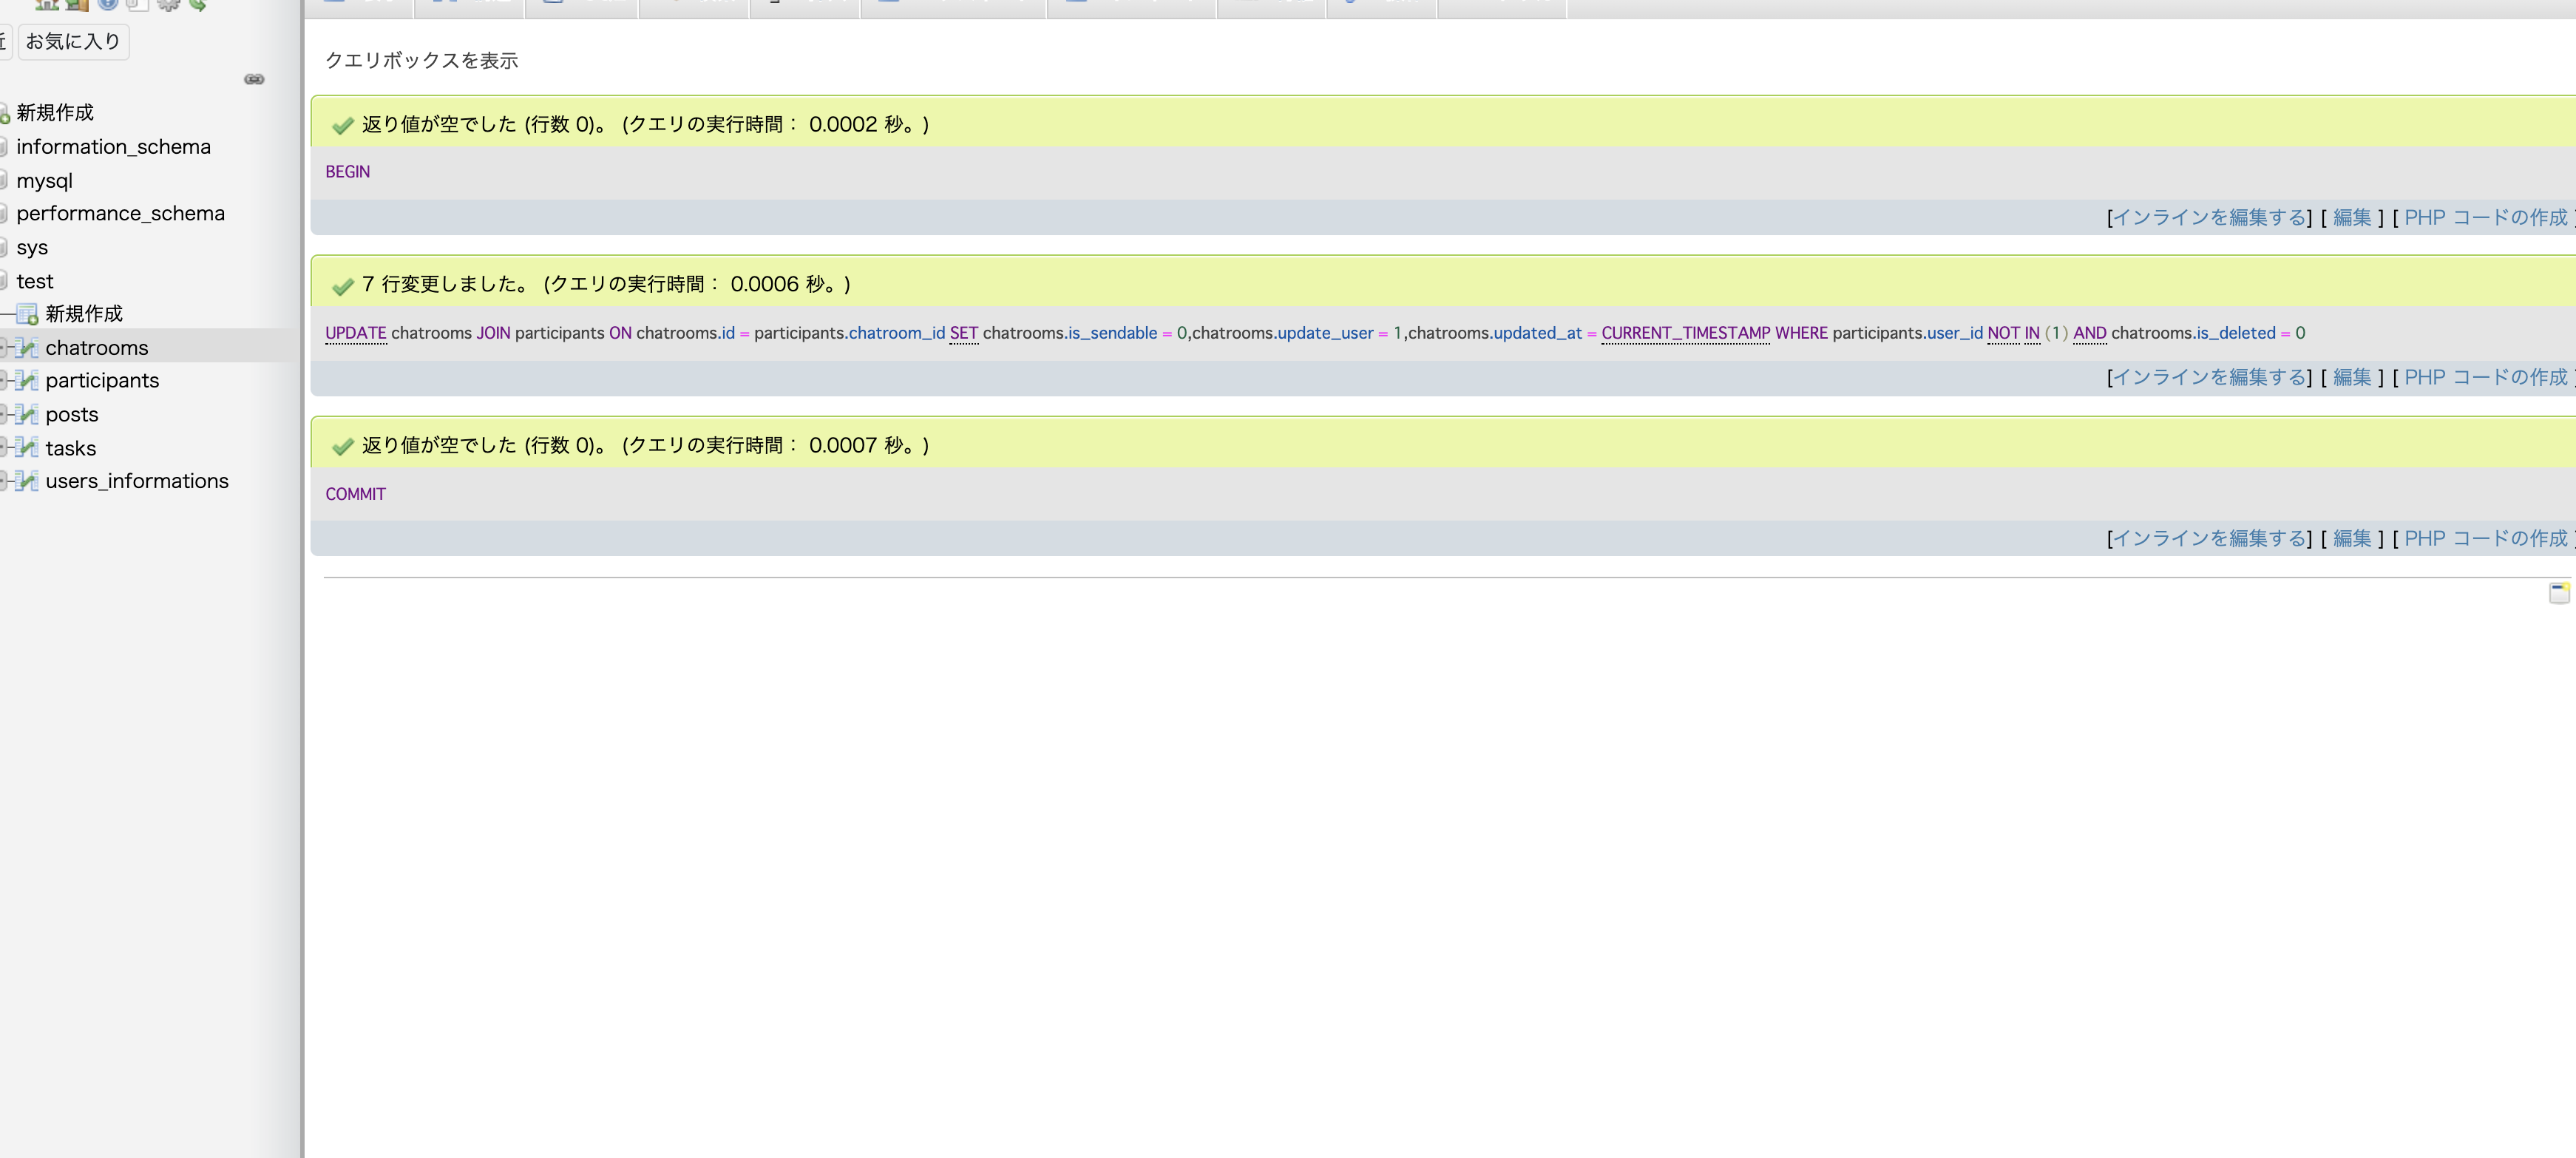 お気に入り
新規作成
information_schema
mysql
performance_schema
sys
test
新規作成
chatrooms
participants
posts
tasks
users_informations
クエリボックスを表示
返り値が空でした (行数 0)。 (クエリの実行時間： 0.0002 秒。)
BEGIN
[インラインを編集する] [ 編集 ] [ PHP コードの作成 ]
7 行変更しました。 (クエリの実行時間： 0.0006 秒。)
UPDATE chatrooms JOIN participants ON chatrooms.id = participants.chatroom_id SET chatrooms.is_sendable = 0,chatrooms.update_user = 1,chatrooms.updated_at = CURRENT_TIMESTAMP WHERE participants.user_id NOT IN (1) AND chatrooms.is_deleted = 0
[インラインを編集する] [ 編集 ] [ PHP コードの作成 ]
返り値が空でした (行数 0)。 (クエリの実行時間： 0.0007 秒。)
COMMIT
[インラインを編集する] [ 編集 ] [ PHP コードの作成 ]